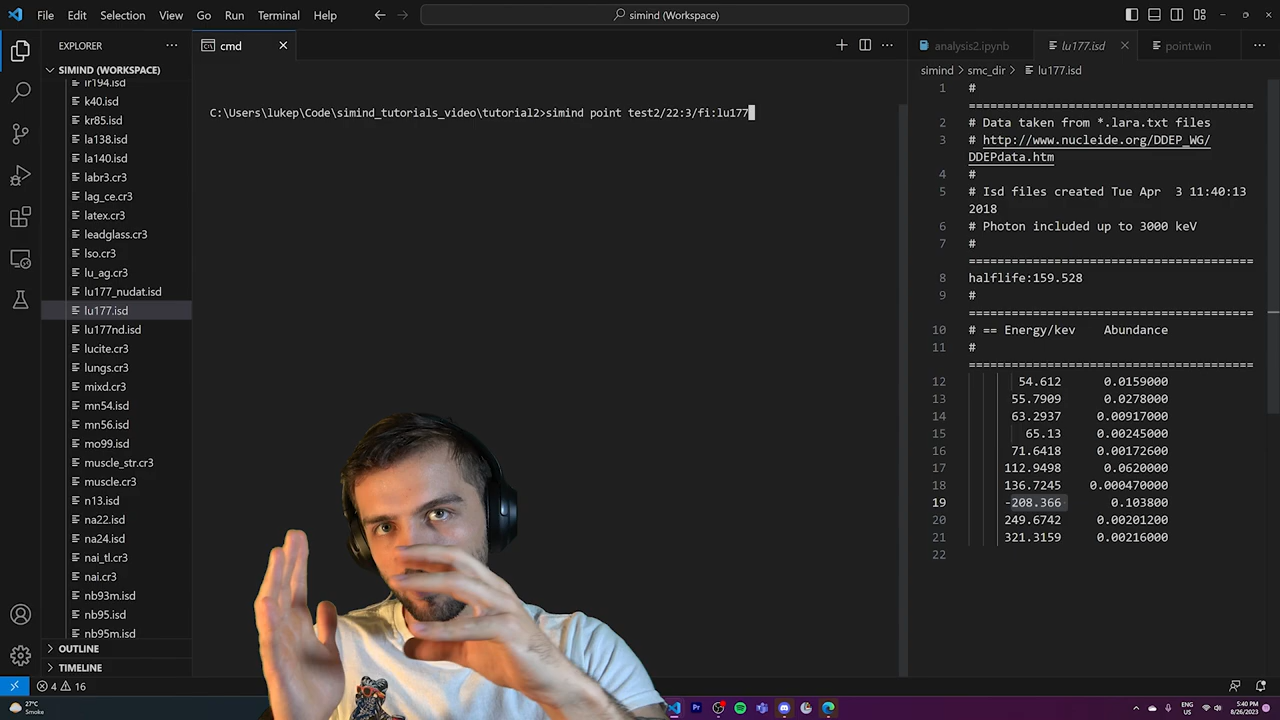 File Edit Selection View Go Run Terminal Help
simind (Workspace)
EXPLORER
SIMIND (WORKSPACE)
ir194.isd
k40.isd
kr85.isd
la138.isd
la140.isd
labr3.cr3
lag_ce.cr3
latex.cr3
leadglass.cr3
lso.cr3
lu_ag.cr3
lu177_nudat.isd
lu177.isd
lu177nd.isd
lucite.cr3
lungs.cr3
mixd.cr3
mn54.isd
mn56.isd
mo99.isd
muscle_str.cr3
muscle.cr3
n13.isd
na22.isd
na24.isd
nai_tl.cr3
nai.cr3
nb93m.isd
nb95.isd
nb95m.isd
OUTLINE
TIMELINE
cmd
C:\Users\lukep\Code\simind_tutorials_video\tutorial2>simind point test2/22:3/fi:lu177
analysis2.ipynb lu177.isd point.win
simind > smc_dir > lu177.isd
1 #
=====================================
2 # Data taken from *.lara.txt files
3 # http://www.nucleide.org/DDEP_WG/
DDEPdata.htm
4 #
5 # Isd files created Tue Apr  3 11:40:13
2018
6 # Photon included up to 3000 keV
7 #
=====================================
8 halflife:159.528
9 #
=====================================
10 # == Energy/kev    Abundance
11 #
=====================================
12 54.612 0.0159000
13 55.7909 0.0278000
14 63.2937 0.00917000
15 65.13 0.00245000
16 71.6418 0.00172600
17 112.9498 0.0620000
18 136.7245 0.000470000
19 -208.366 0.103800
20 249.6742 0.00201200
21 321.3159 0.00216000
22
4 16
27°C
Smoke
ENG
US
5:40 PM
8/26/2023